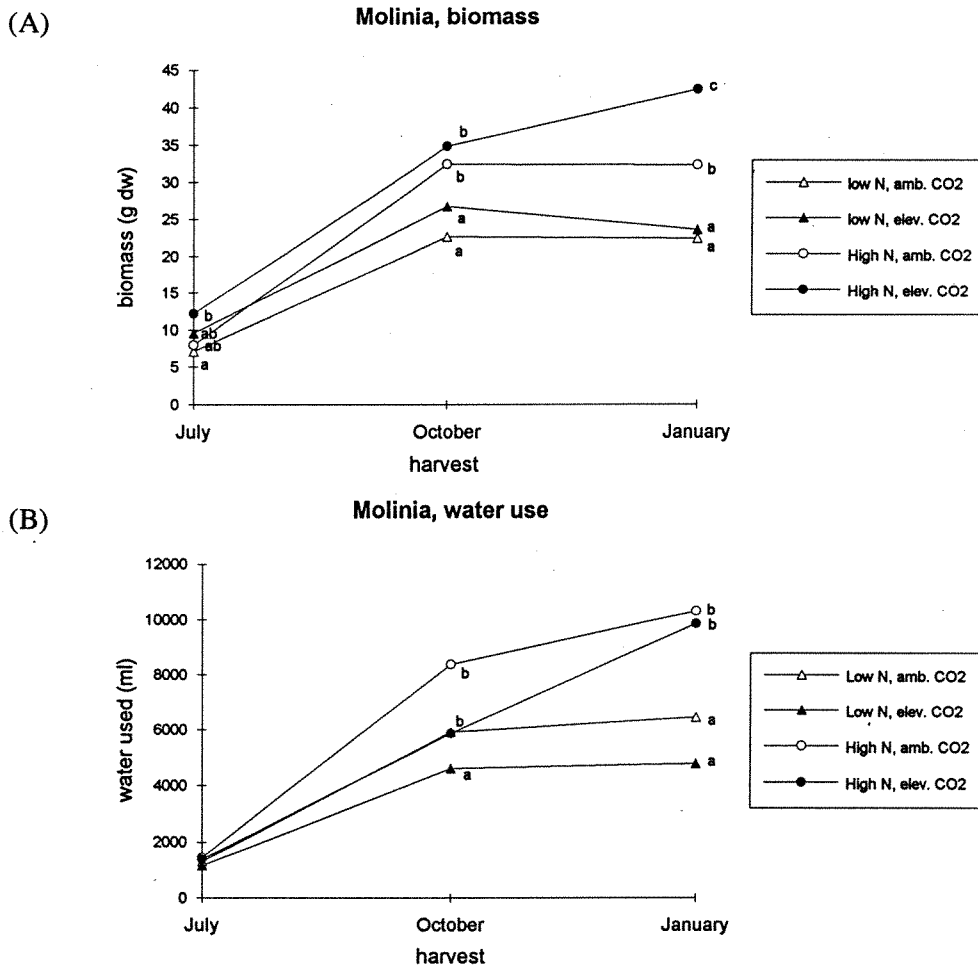 (A)
Molinia, biomass
45
40
35
30
25
20
15
10
5
0
biomass (g dw)
b
ab
ab
a
b
b
a
a
c
b
a
a
July
October
January
harvest
low N, amb. CO2
low N, elev. CO2
High N, amb. CO2
High N, elev. CO2
(B)
Molinia, water use
12000
10000
8000
6000
4000
2000
0
water used (ml)
b
b
a
b
b
a
a
July
October
January
harvest
Low N, amb. CO2
Low N, elev. CO2
High N, amb. CO2
High N, elev. CO2